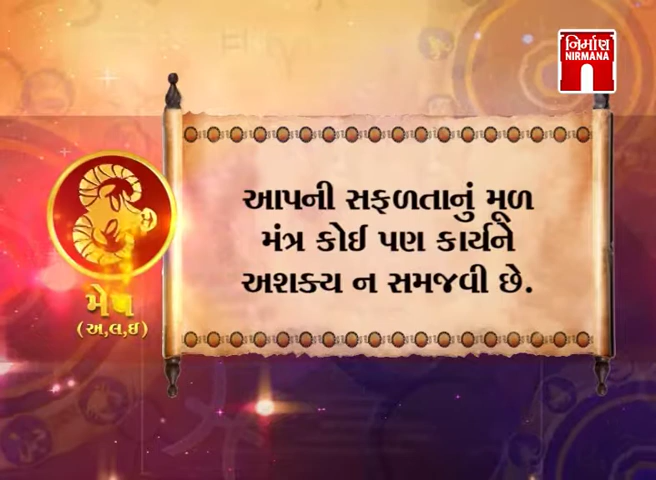 નિર્માણ
NIRMANA
આપની સફળતાનું મૂળ
મંત્ર કોઈ પણ કાર્યને
અશક્ય ન સમજવી છે.
મેષ
(અ,લ,ઇ)